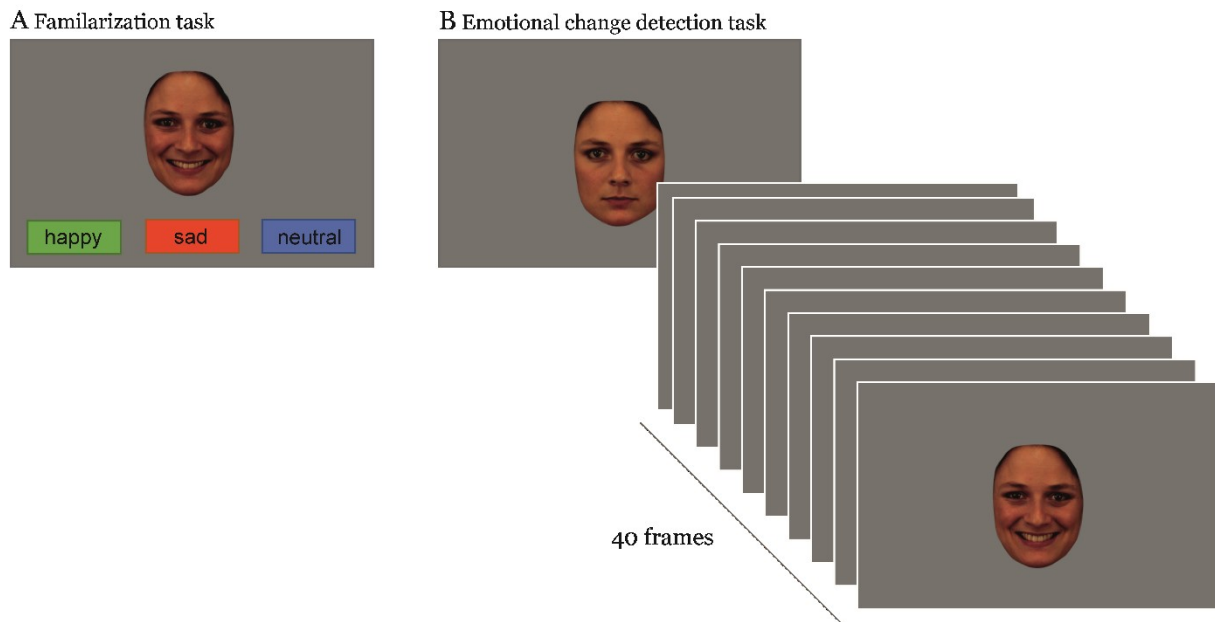 A Familarization task
B Emotional change detection task
happy
sad
neutral
40 frames